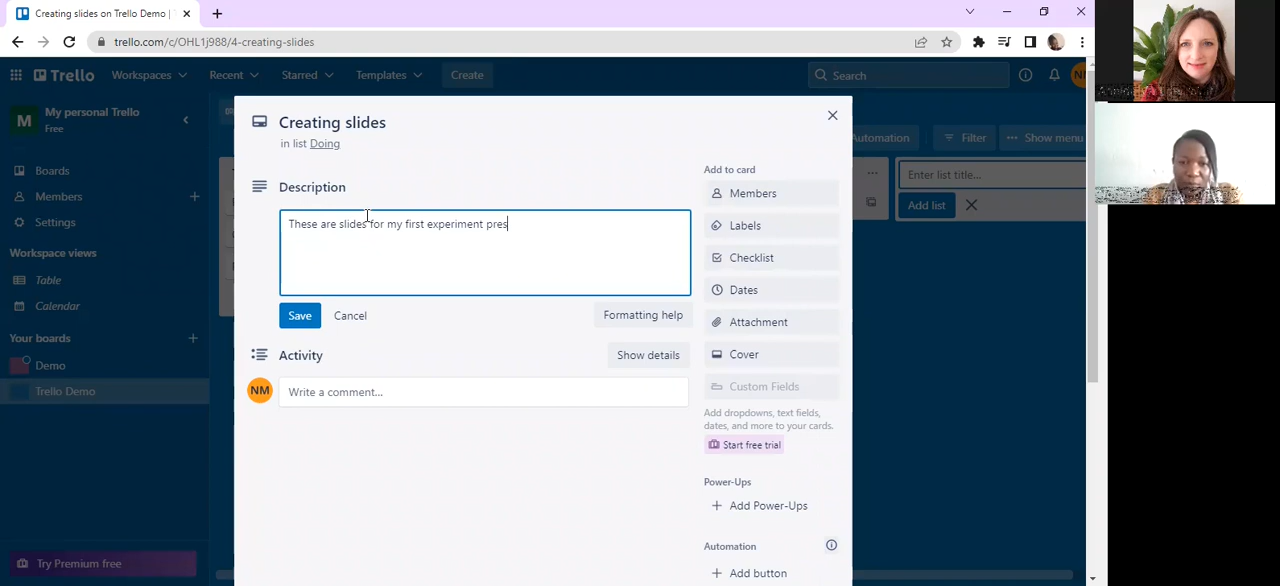 Creating slides on Trello Demo |
trello.com/c/OHL1j988/4-creating-slides
Trello
Workspaces
Recent
Starred
Templates
Create
Search
NM
M
My personal Trello
Free
Boards
Members
Settings
Workspace views
Table
Calendar
Your boards
Demo
Trello Demo
Try Premium free
Automation
Filter
Show menu
Enter list title...
Add list
Creating slides
in list Doing
Description
These are slides for my first experiment pres
Save
Cancel
Formatting help
Activity
Show details
NM
Write a comment...
Add to card
Members
Labels
Checklist
Dates
Attachment
Cover
Custom Fields
Add dropdowns, text fields,
dates, and more to your cards.
Start free trial
Power-Ups
Add Power-Ups
Automation
Add button